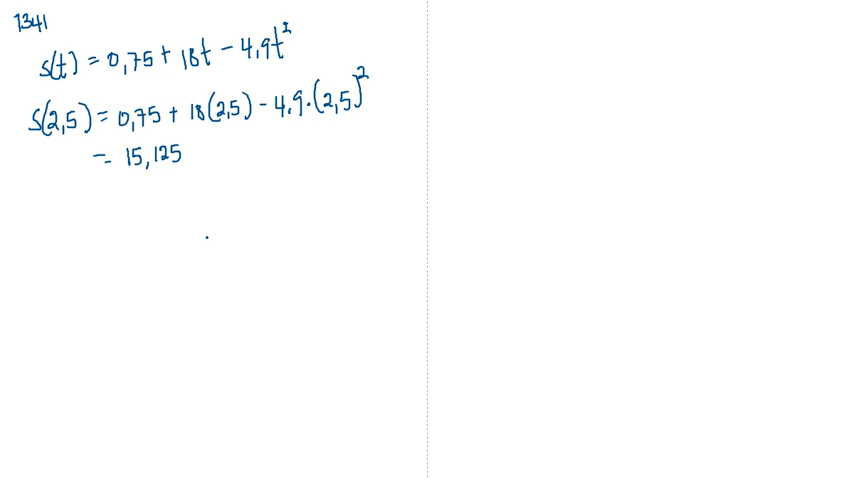 1341
s(t) = 0,75 + 18t - 4,9t²
s(2,5) = 0,75 + 18(2,5) - 4,9·(2,5)²
= 15,125